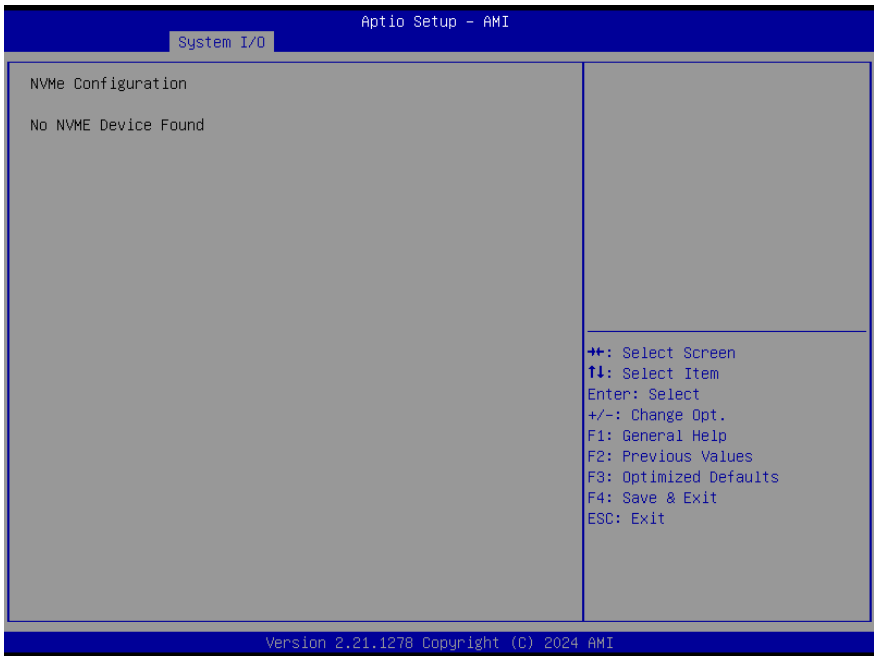 Aptio Setup – AMI
System I/O
NVMe Configuration
No NVME Device Found
→←: Select Screen
↑↓: Select Item
Enter: Select
+/-: Change Opt.
F1: General Help
F2: Previous Values
F3: Optimized Defaults
F4: Save & Exit
ESC: Exit
Version 2.21.1278 Copyright (C) 2024 AMI